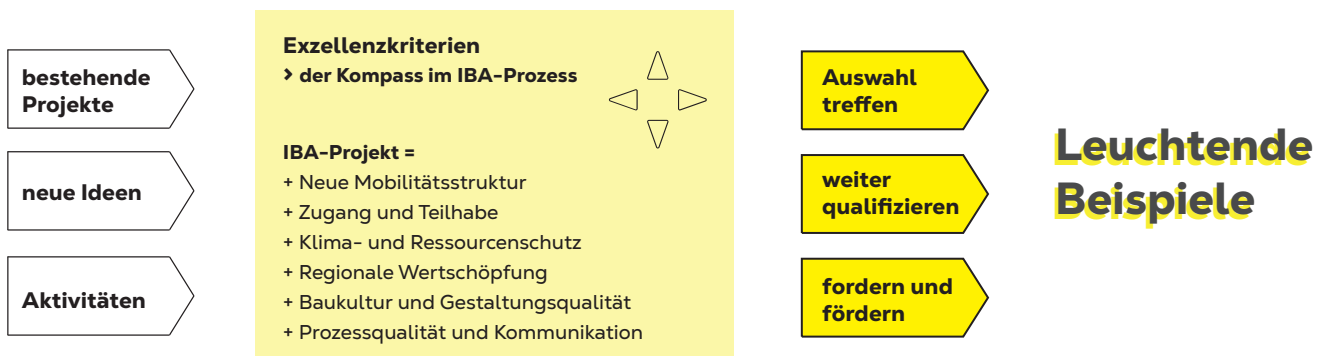 bestehende
Projekte
neue Ideen
Aktivitäten
Exzellenzkriterien
> der Kompass im IBA-Prozess
IBA-Projekt =
+ Neue Mobilitätsstruktur
+ Zugang und Teilhabe
+ Klima- und Ressourcenschutz
+ Regionale Wertschöpfung
+ Baukultur und Gestaltungsqualität
+ Prozessqualität und Kommunikation
Auswahl
treffen
weiter
qualifizieren
fordern und
fördern
Leuchtende
Beispiele